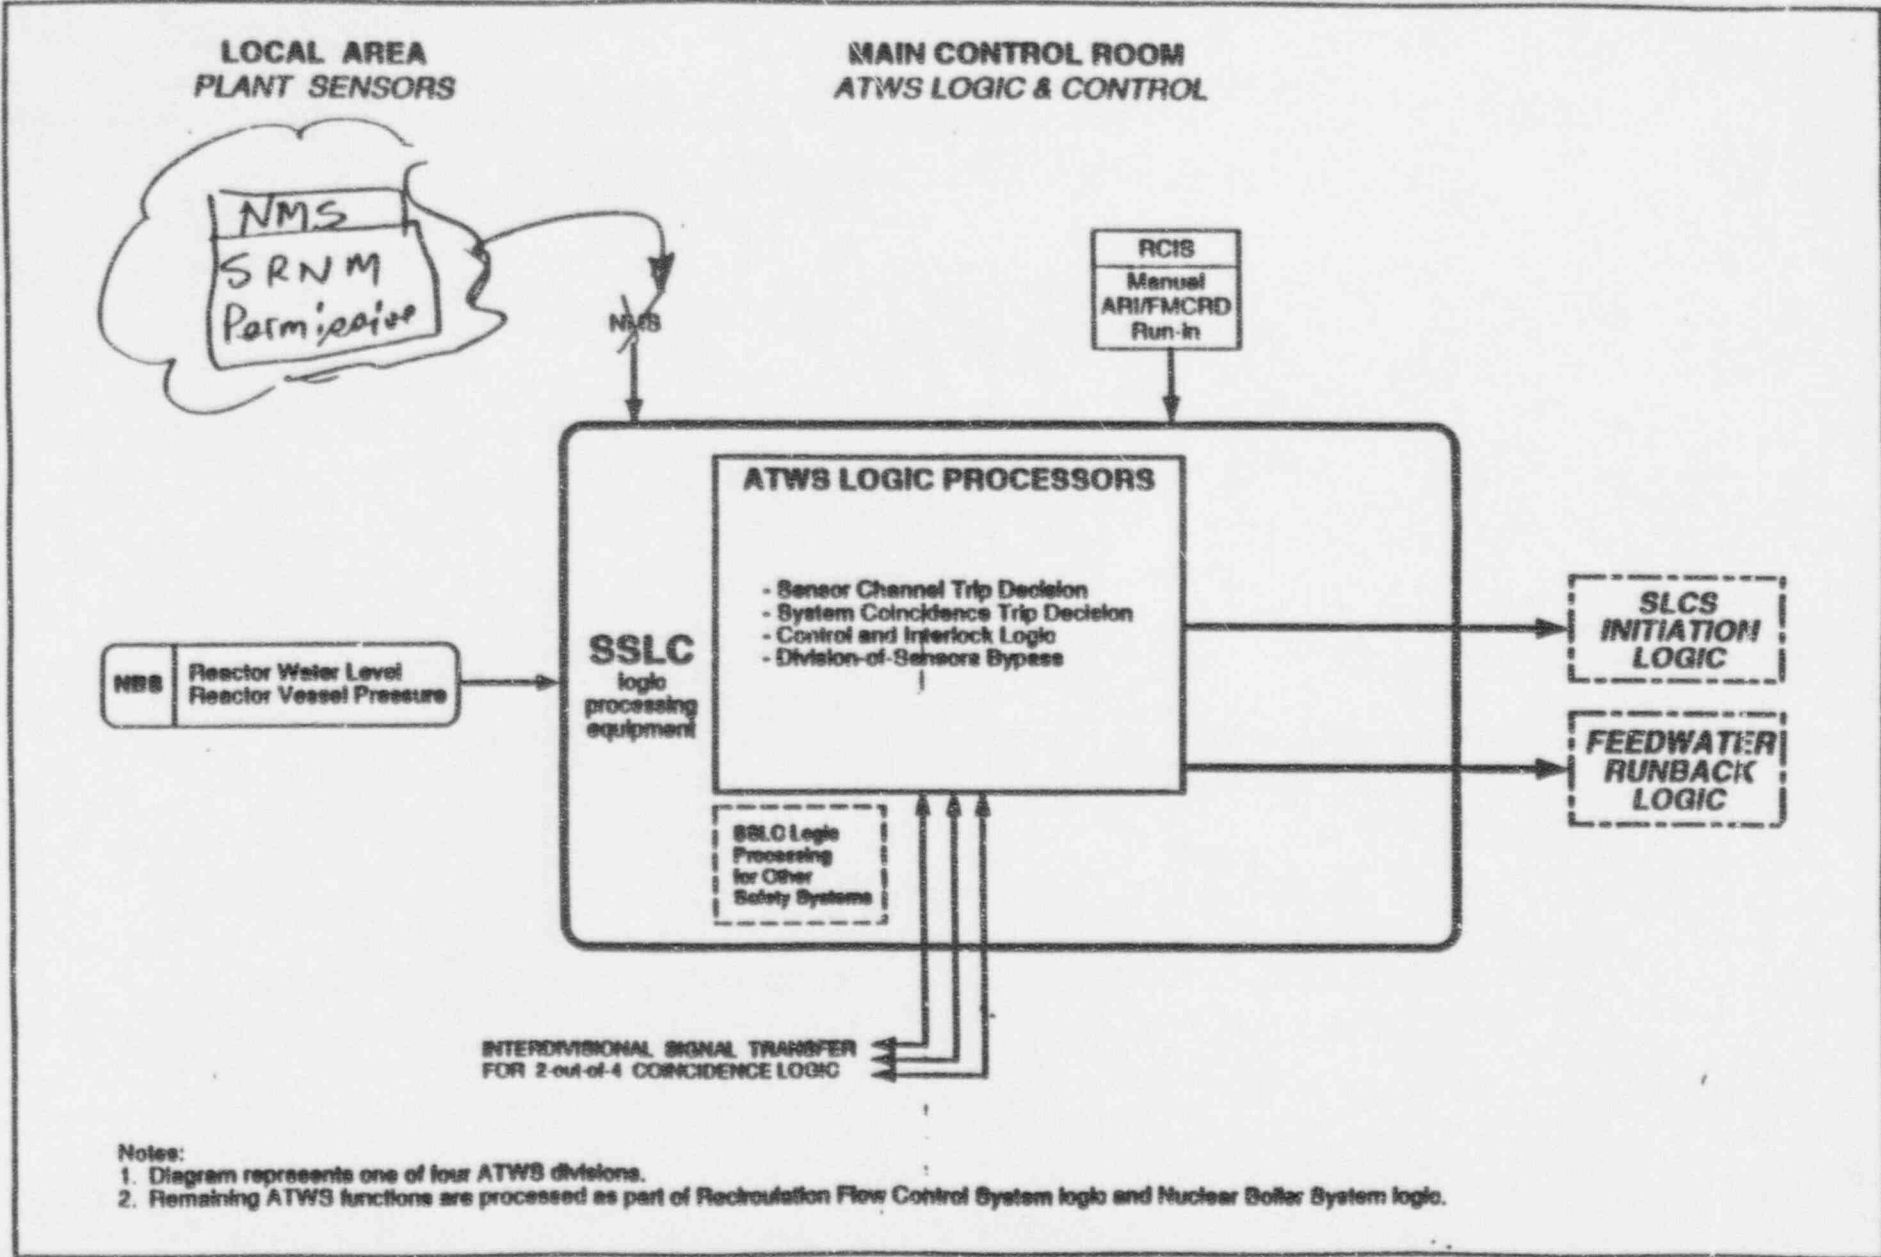 LOCAL AREA
PLANT SENSORS
MAIN CONTROL ROOM
ATWS LOGIC & CONTROL
NMS
SRNM
Permissive
NMS
RCIS
Manual
ARI/FMCRD
Run-in
ATWS LOGIC PROCESSORS
- Sensor Channel Trip Decision
- System Coincidence Trip Decision
- Control and Interlock Logic
- Division-of-Sensors Bypass
SSLC
logic
processing
equipment
NBS
Reactor Water Level
Reactor Vessel Pressure
SLCS
INITIATION
LOGIC
FEEDWATER
RUNBACK
LOGIC
SSLC Logic
Processing
for Other
Safety Systems
INTERDIVISIONAL SIGNAL TRANSFER
FOR 2-out-of-4 COINCIDENCE LOGIC
Notes:
1. Diagram represents one of four ATWS divisions.
2. Remaining ATWS functions are processed as part of Recirculation Flow Control System logic and Nuclear Boiler System logic.